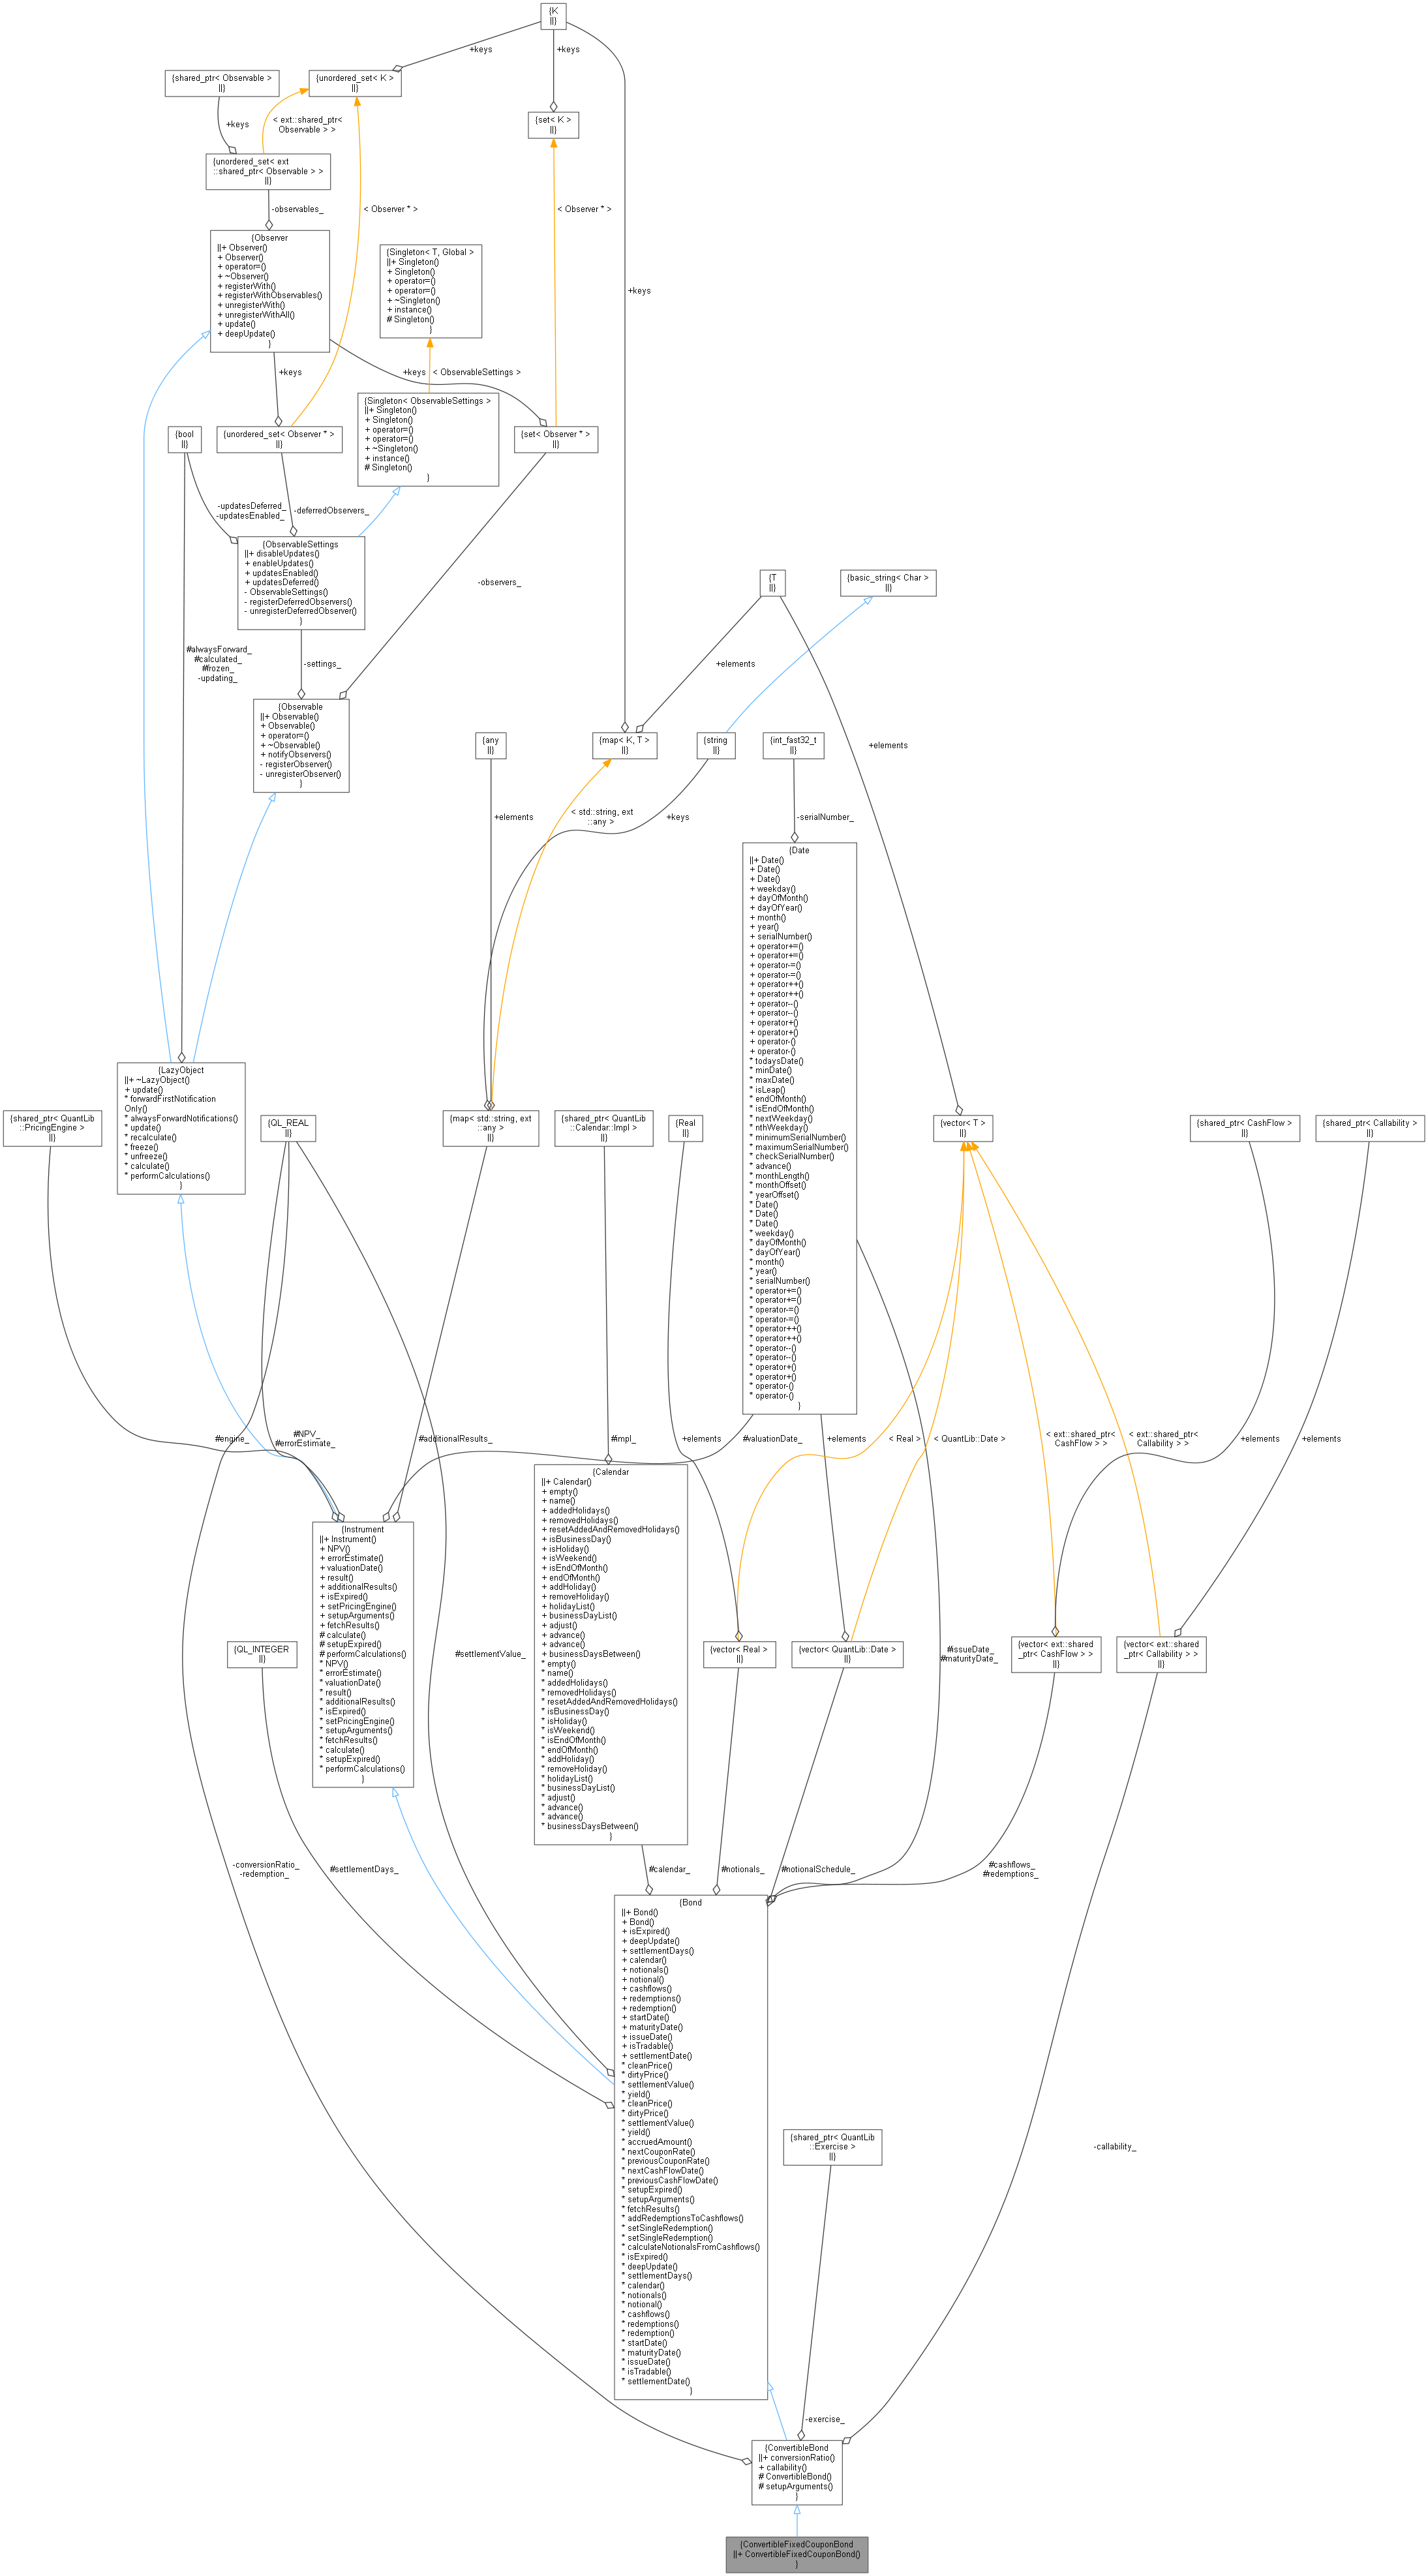 {K
||}
+keys
+keys
{shared_ptr< Observable >
||}
{unordered_set< K >
||}
< ext::shared_ptr<
Observable > >
+keys
{set< K >
||}
{unordered_set< ext
::shared_ptr< Observable > >
||}
-observables_
< Observer * >
< Observer * >
{Observer
||+ Observer()
+ Observer()
+ operator=()
+ ~Observer()
+ registerWith()
+ registerWithObservables()
+ unregisterWith()
+ unregisterWithAll()
+ update()
+ deepUpdate()
}
{Singleton< T, Global >
||+ Singleton()
+ Singleton()
+ operator=()
+ operator=()
+ ~Singleton()
+ instance()
# Singleton()
}
+keys
+keys
+keys
< ObservableSettings >
{Singleton< ObservableSettings >
||+ Singleton()
+ Singleton()
+ operator=()
+ operator=()
+ ~Singleton()
+ instance()
# Singleton()
}
{bool
||}
{unordered_set< Observer * >
||}
{set< Observer * >
||}
-updatesDeferred_
-updatesEnabled_
-deferredObservers_
{ObservableSettings
||+ disableUpdates()
+ enableUpdates()
+ updatesEnabled()
+ updatesDeferred()
- ObservableSettings()
- registerDeferredObservers()
- unregisterDeferredObserver()
}
-observers_
{T
||}
{basic_string< Char >
||}
#alwaysForward_
#calculated_
#frozen_
-updating_
-settings_
+elements
{Observable
||+ Observable()
+ Observable()
+ operator=()
+ ~Observable()
+ notifyObservers()
- registerObserver()
- unregisterObserver()
}
{any
||}
{map< K, T >
||}
{string
||}
{int_fast32_t
||}
+elements
+elements
< std::string, ext
::any >
+keys
-serialNumber_
{Date
||+ Date()
+ Date()
+ Date()
+ weekday()
+ dayOfMonth()
+ dayOfYear()
+ month()
+ year()
+ serialNumber()
+ operator+=()
+ operator+=()
+ operator-=()
+ operator-=()
+ operator++()
+ operator++()
+ operator--()
+ operator--()
+ operator+()
+ operator+()
+ operator-()
+ operator-()
* todaysDate()
* minDate()
* maxDate()
* isLeap()
* endOfMonth()
* isEndOfMonth()
* nextWeekday()
* nthWeekday()
* minimumSerialNumber()
* maximumSerialNumber()
* checkSerialNumber()
* advance()
* monthLength()
* monthOffset()
* yearOffset()
* Date()
* Date()
* Date()
* weekday()
* dayOfMonth()
* dayOfYear()
* month()
* year()
* serialNumber()
* operator+=()
* operator+=()
* operator-=()
* operator-=()
* operator++()
* operator++()
* operator--()
* operator--()
* operator+()
* operator+()
* operator-()
* operator-()
}
{LazyObject
||+ ~LazyObject()
+ update()
* forwardFirstNotification
Only()
* alwaysForwardNotifications()
* update()
* recalculate()
* freeze()
* unfreeze()
* calculate()
* performCalculations()
}
{shared_ptr< QuantLib
::PricingEngine >
||}
{QL_REAL
||}
{map< std::string, ext
::any >
||}
{shared_ptr< QuantLib
::Calendar::Impl >
||}
{Real
||}
{vector< T >
||}
{shared_ptr< CashFlow >
||}
{shared_ptr< Callability >
||}
#engine_
#NPV_
#errorEstimate_
#additionalResults_
#impl_
+elements
#valuationDate_
+elements
< Real >
< QuantLib::Date >
< ext::shared_ptr<
CashFlow > >
< ext::shared_ptr<
Callability > >
+elements
+elements
{Calendar
||+ Calendar()
+ empty()
+ name()
+ addedHolidays()
+ removedHolidays()
+ resetAddedAndRemovedHolidays()
+ isBusinessDay()
+ isHoliday()
+ isWeekend()
+ isEndOfMonth()
+ endOfMonth()
+ addHoliday()
+ removeHoliday()
+ holidayList()
+ businessDayList()
+ adjust()
+ advance()
+ advance()
+ businessDaysBetween()
* empty()
* name()
* addedHolidays()
* removedHolidays()
* resetAddedAndRemovedHolidays()
* isBusinessDay()
* isHoliday()
* isWeekend()
* isEndOfMonth()
* endOfMonth()
* addHoliday()
* removeHoliday()
* holidayList()
* businessDayList()
* adjust()
* advance()
* advance()
* businessDaysBetween()
}
{Instrument
||+ Instrument()
+ NPV()
+ errorEstimate()
+ valuationDate()
+ result()
+ additionalResults()
+ isExpired()
+ setPricingEngine()
+ setupArguments()
+ fetchResults()
# calculate()
# setupExpired()
# performCalculations()
* NPV()
* errorEstimate()
* valuationDate()
* result()
* additionalResults()
* isExpired()
* setPricingEngine()
* setupArguments()
* fetchResults()
* calculate()
* setupExpired()
* performCalculations()
}
{QL_INTEGER
||}
#settlementValue_
{vector< Real >
||}
{vector< QuantLib::Date >
||}
#issueDate_
#maturityDate_
{vector< ext::shared
_ptr< CashFlow > >
||}
{vector< ext::shared
_ptr< Callability > >
||}
-conversionRatio_
-redemption_
#settlementDays_
#calendar_
#notionals_
#notionalSchedule_
#cashflows_
#redemptions_
{Bond
||+ Bond()
+ Bond()
+ isExpired()
+ deepUpdate()
+ settlementDays()
+ calendar()
+ notionals()
+ notional()
+ cashflows()
+ redemptions()
+ redemption()
+ startDate()
+ maturityDate()
+ issueDate()
+ isTradable()
+ settlementDate()
* cleanPrice()
* dirtyPrice()
* settlementValue()
* yield()
* cleanPrice()
* dirtyPrice()
* settlementValue()
* yield()
* accruedAmount()
* nextCouponRate()
* previousCouponRate()
* nextCashFlowDate()
* previousCashFlowDate()
* setupExpired()
* setupArguments()
* fetchResults()
* addRedemptionsToCashflows()
* setSingleRedemption()
* setSingleRedemption()
* calculateNotionalsFromCashflows()
* isExpired()
* deepUpdate()
* settlementDays()
* calendar()
* notionals()
* notional()
* cashflows()
* redemptions()
* redemption()
* startDate()
* maturityDate()
* issueDate()
* isTradable()
* settlementDate()
}
{shared_ptr< QuantLib
::Exercise >
||}
-callability_
-exercise_
{ConvertibleBond
||+ conversionRatio()
+ callability()
# ConvertibleBond()
# setupArguments()
}
{ConvertibleFixedCouponBond
||+ ConvertibleFixedCouponBond()
}